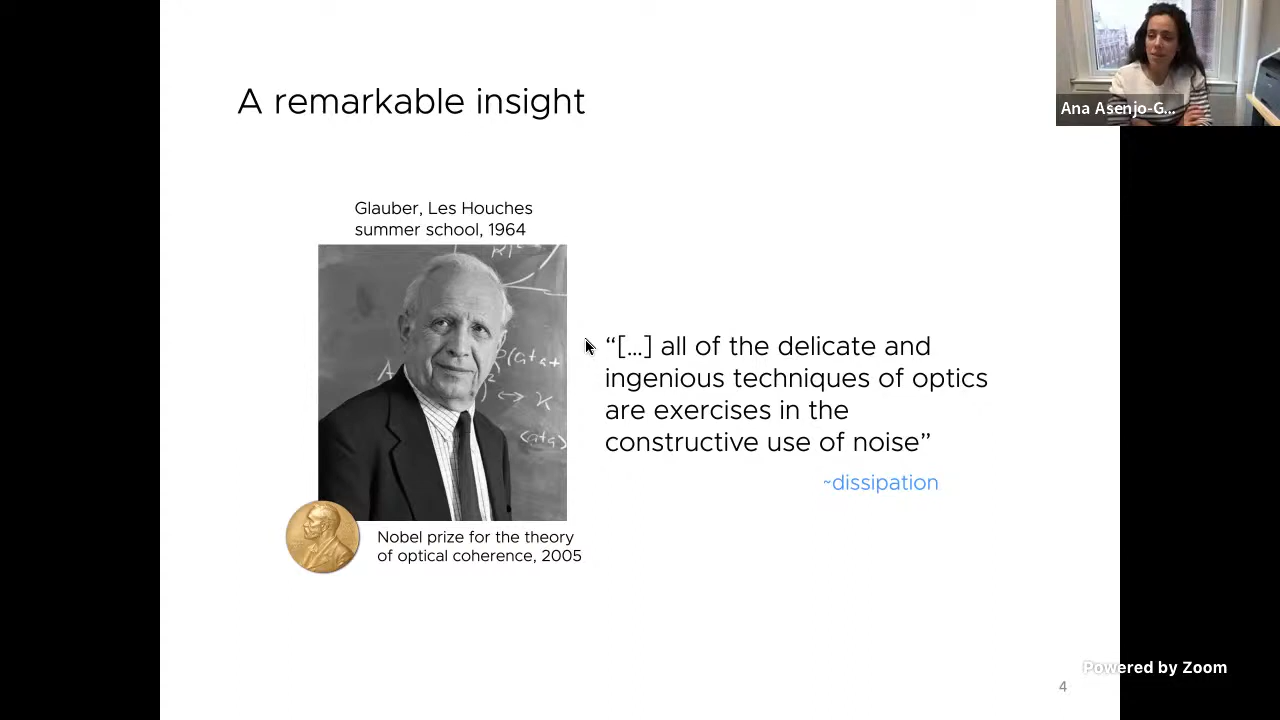 A remarkable insight
Ana Asenjo-G...
Glauber, Les Houches
summer school, 1964
“[...] all of the delicate and
ingenious techniques of optics
are exercises in the
constructive use of noise”
~dissipation
Nobel prize for the theory
of optical coherence, 2005
Powered by Zoom
4